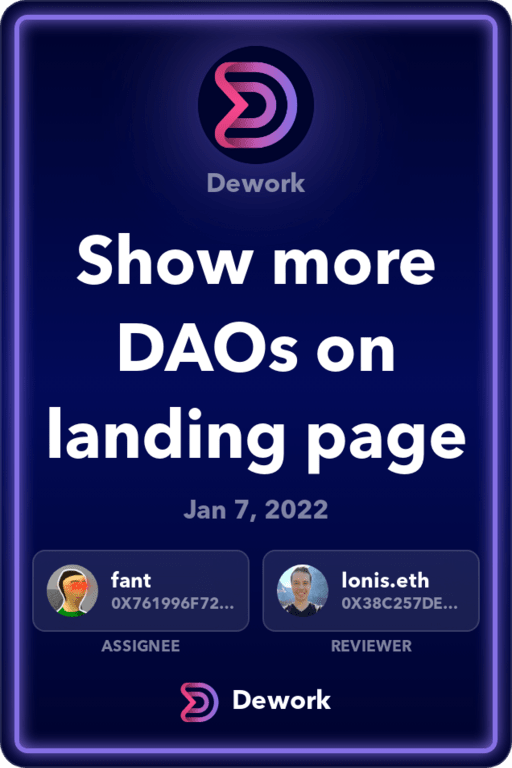 Dework
Show more
DAOs on
landing page
Jan 7, 2022
fant
0X761996F72...
lonis.eth
0X38C257DE...
ASSIGNEE
REVIEWER
Dework